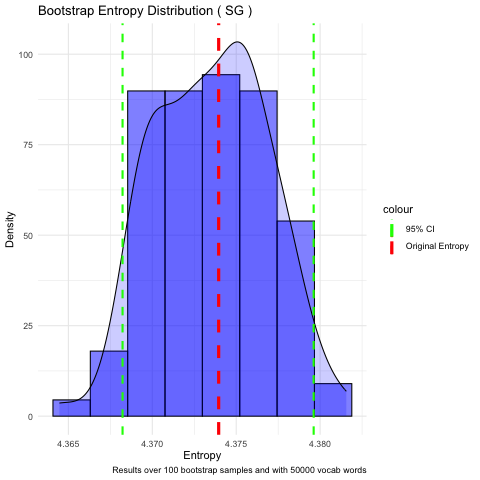 Bootstrap Entropy Distribution ( SG )
100
75
50
25
0
Density
4.365 4.370 4.375 4.380
Entropy
Results over 100 bootstrap samples and with 50000 vocab words
colour
95% CI
Original Entropy